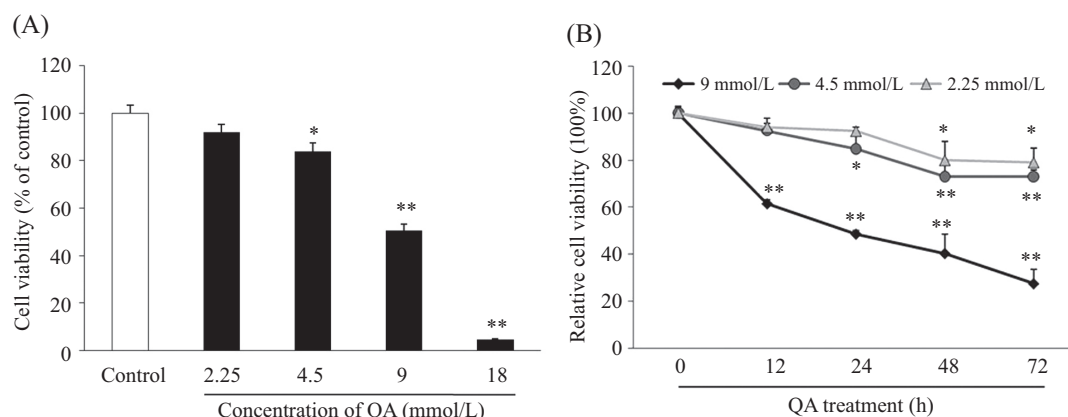 (A)
Cell viability (% of control)
120
100
80
60
40
20
0
*
**
**
Control 2.25 4.5 9 18
Concentration of QA (mmol/L)
(B)
Relative cell viability (100%)
120
100
80
60
40
20
0
9 mmol/L 4.5 mmol/L 2.25 mmol/L
* *
*
** **
** ** **
**
0 12 24 48 72
QA treatment (h)